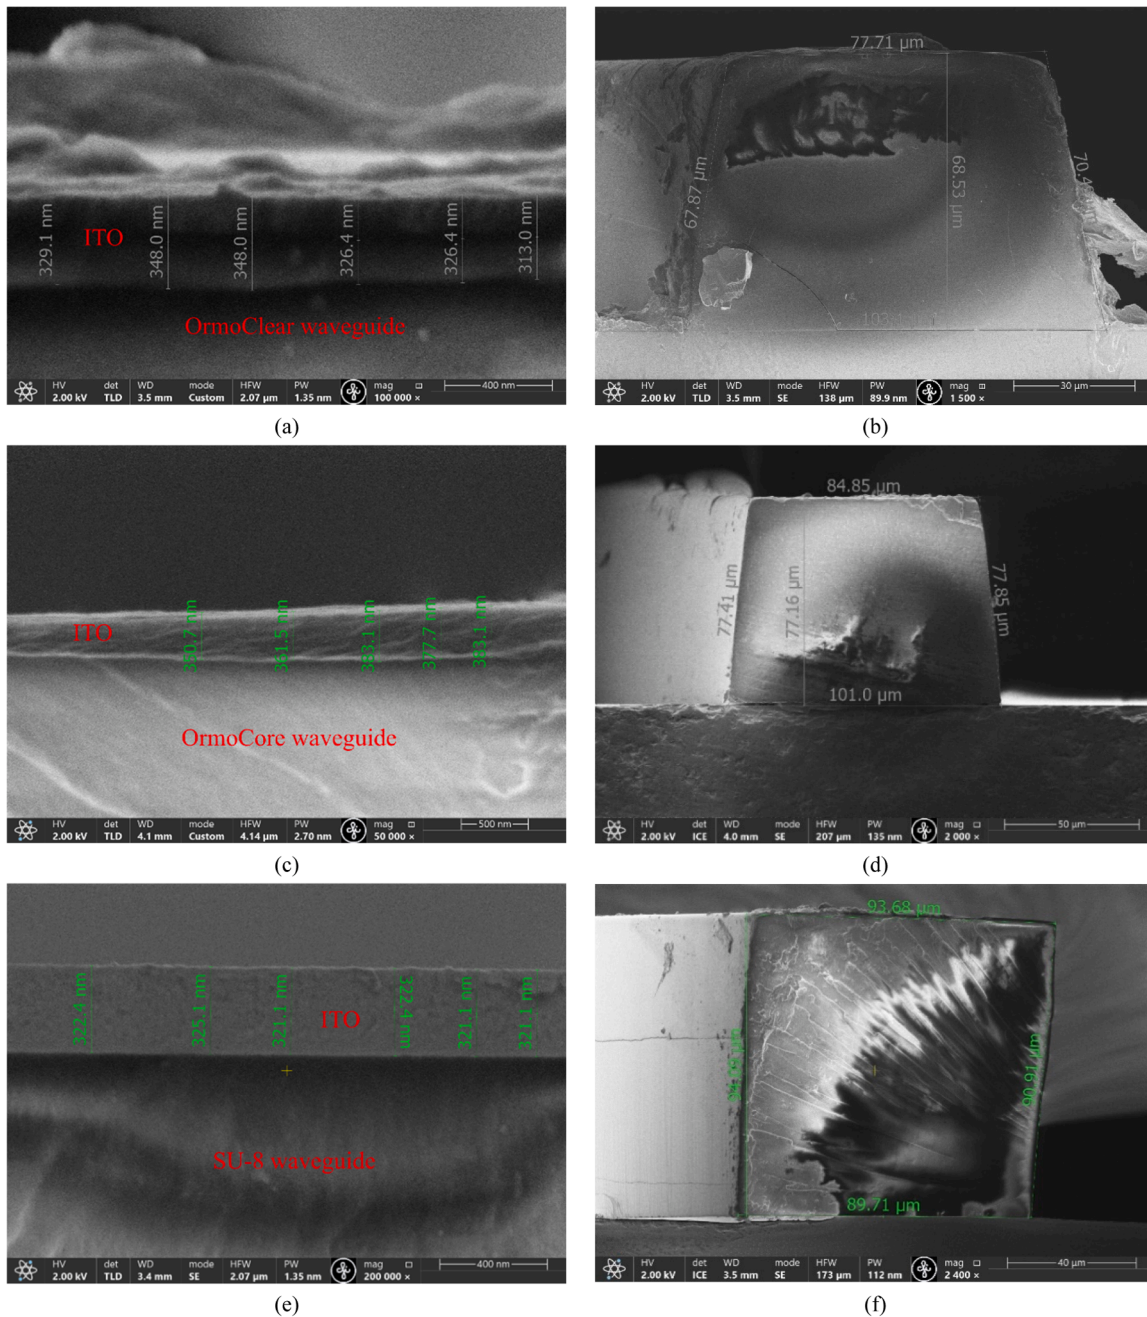 329.1 nm
ITO
348.0 nm
348.0 nm
326.4 nm
326.4 nm
313.0 nm
OrmoClear waveguide
HV det WD mode HFW PW mag □ 400 nm
2.00 kV TLD 3.5 mm Custom 2.07 µm 1.35 nm 100 000 ×
(a)
77.71 µm
67.87 µm
68.53 µm
HV det WD mode HFW PW mag □ 30 µm
2.00 kV TLD 3.5 mm SE 138 µm 89.9 nm 1 500 ×
(b)
ITO
377.7 nm
383.1 nm
OrmoCore waveguide
HV det WD mode HFW PW mag □ 500 nm
2.00 kV TLD 4.1 mm Custom 4.14 µm 2.70 nm 50 000 ×
(c)
84.85 µm
77.41 µm
77.16 µm
77.85 µm
101.0 µm
HV det WD mode HFW PW mag □ 50 µm
2.00 kV ICE 4.0 mm SE 207 µm 135 nm 2 000 ×
(d)
322.4 nm
325.1 nm
321.1 nm
ITO
322.4 nm
321.1 nm
321.1 nm
SU-8 waveguide
HV det WD mode HFW PW mag □ 400 nm
2.00 kV TLD 3.4 mm SE 2.07 µm 1.35 nm 200 000 ×
(e)
93.68 µm
90.91 µm
89.71 µm
HV det WD mode HFW PW mag □ 40 µm
2.00 kV ICE 3.5 mm SE 173 µm 112 nm 2 400 ×
(f)